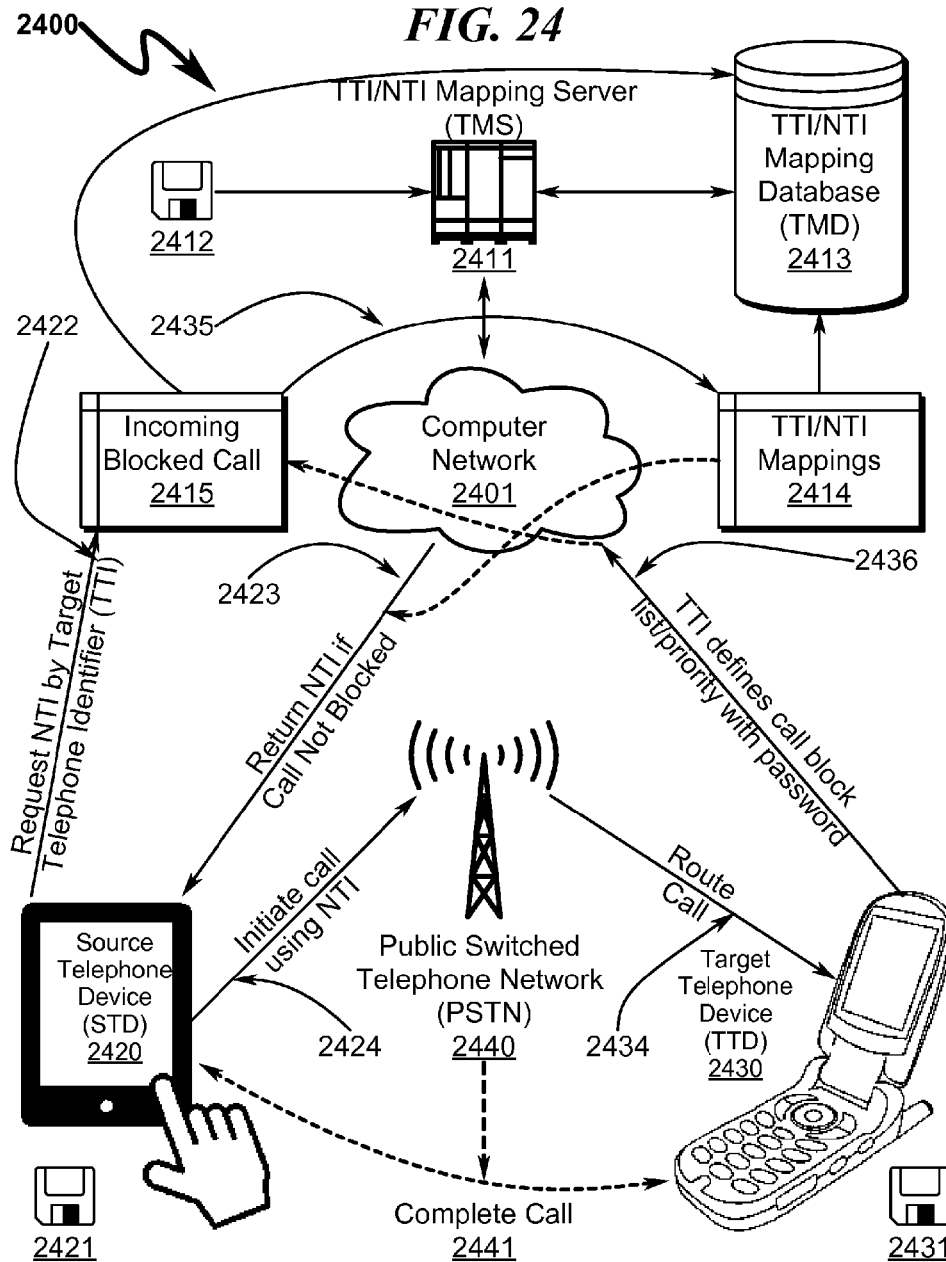 FIG. 24
2400
TTI/NTI Mapping Server
(TMS)
TTI/NTI
Mapping
Database
(TMD)
2413
2412
2411
2422
2435
Incoming
Blocked Call
2415
Computer
Network
2401
TTI/NTI
Mappings
2414
2423
2436
Request NTI by Target
Telephone Identifier (TTI)
Return NTI if
Call Not Blocked
TTI defines call block
list/priority with password
Initiate call
using NTI
Route
Call
Source
Telephone
Device
(STD)
2420
Public Switched
Telephone Network
(PSTN)
2440
Target
Telephone
Device
(TTD)
2430
2424
2434
Complete Call
2441
2421
2431